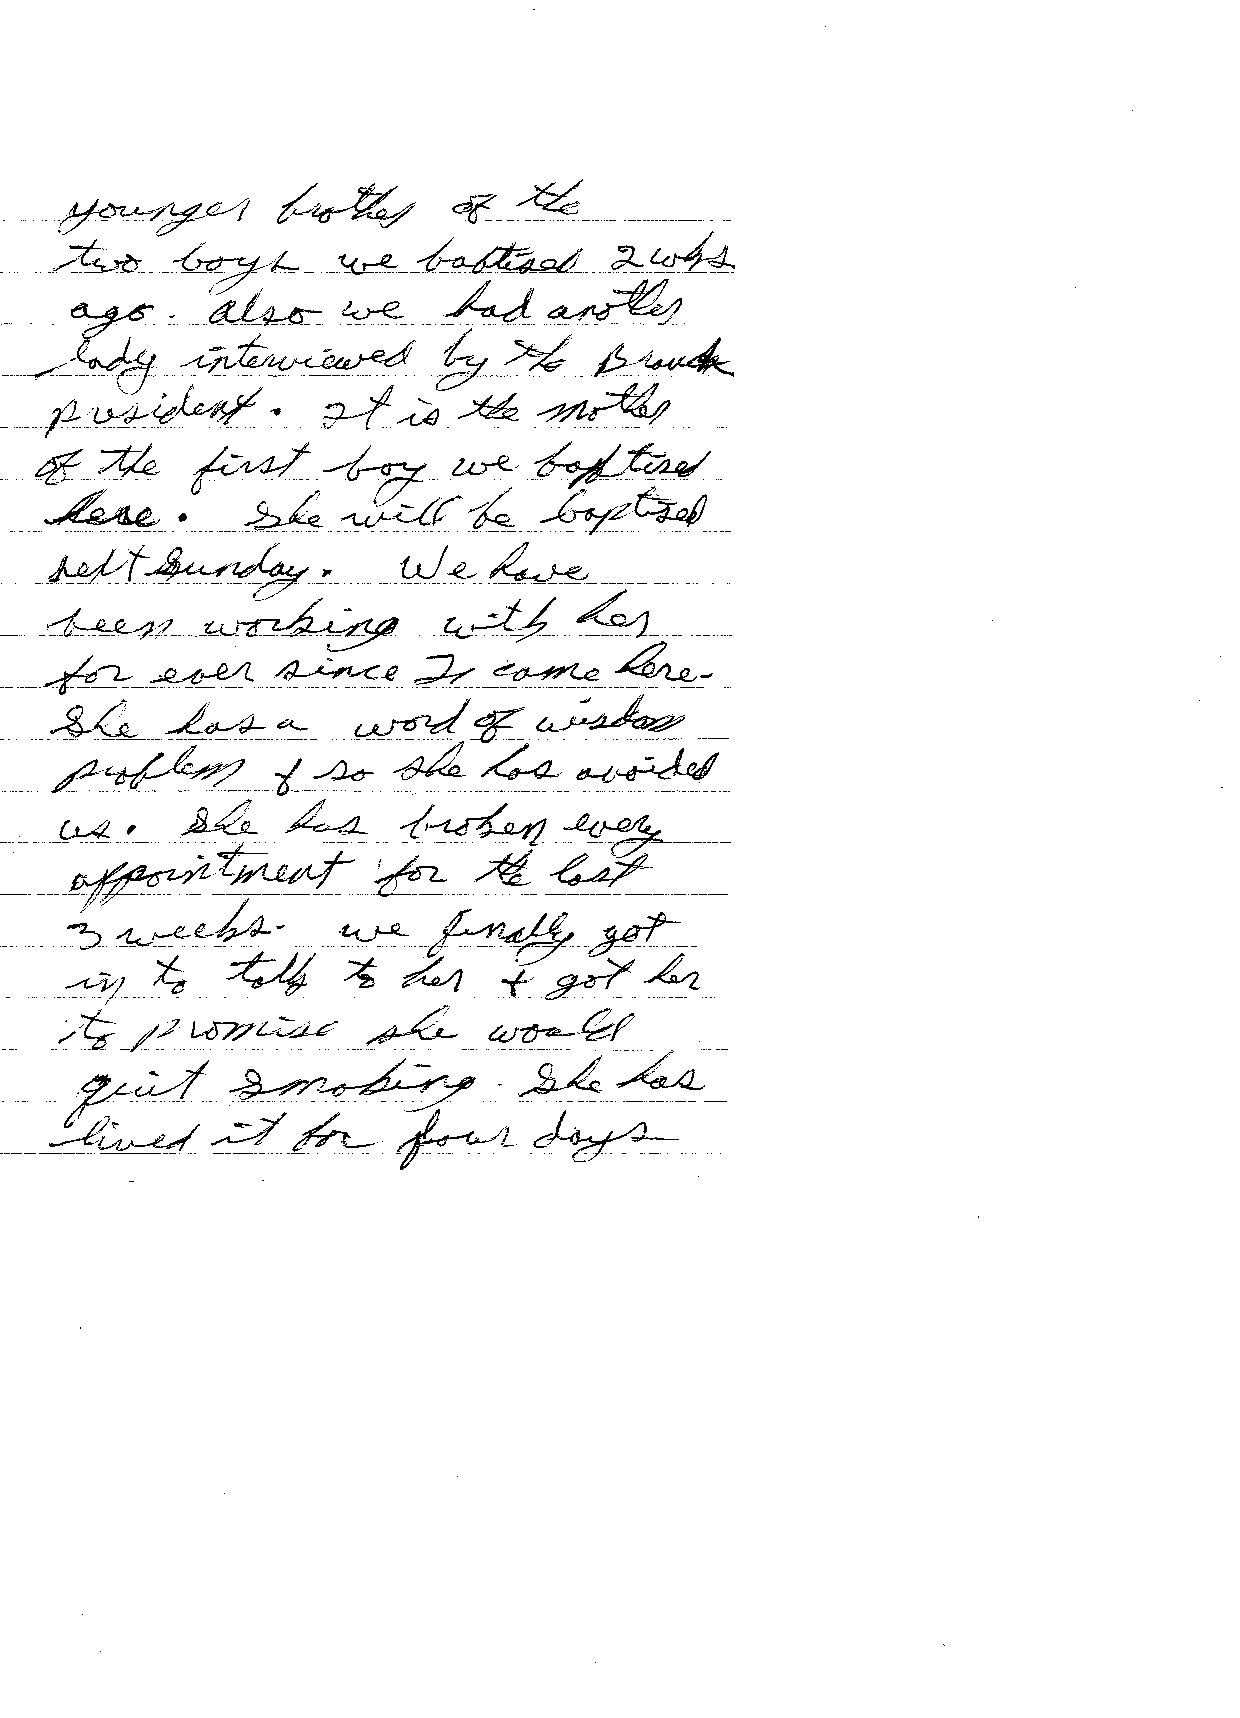 younger brother of the
two boys we baptised 2 wks
ago. Also we had another
lady interviewed by the Branch
president. It is the mother
of the first boy we baptised
here. She will be baptised
next Sunday. We have
been working with her
for ever since I came here.
She has a word of wisdom
problem & so she has avoided
us. She has broken every
appointment for the last
3 weeks. we finally got
in to talk to her & got her
to promise she would
quit smoking. She has
lived it for four days